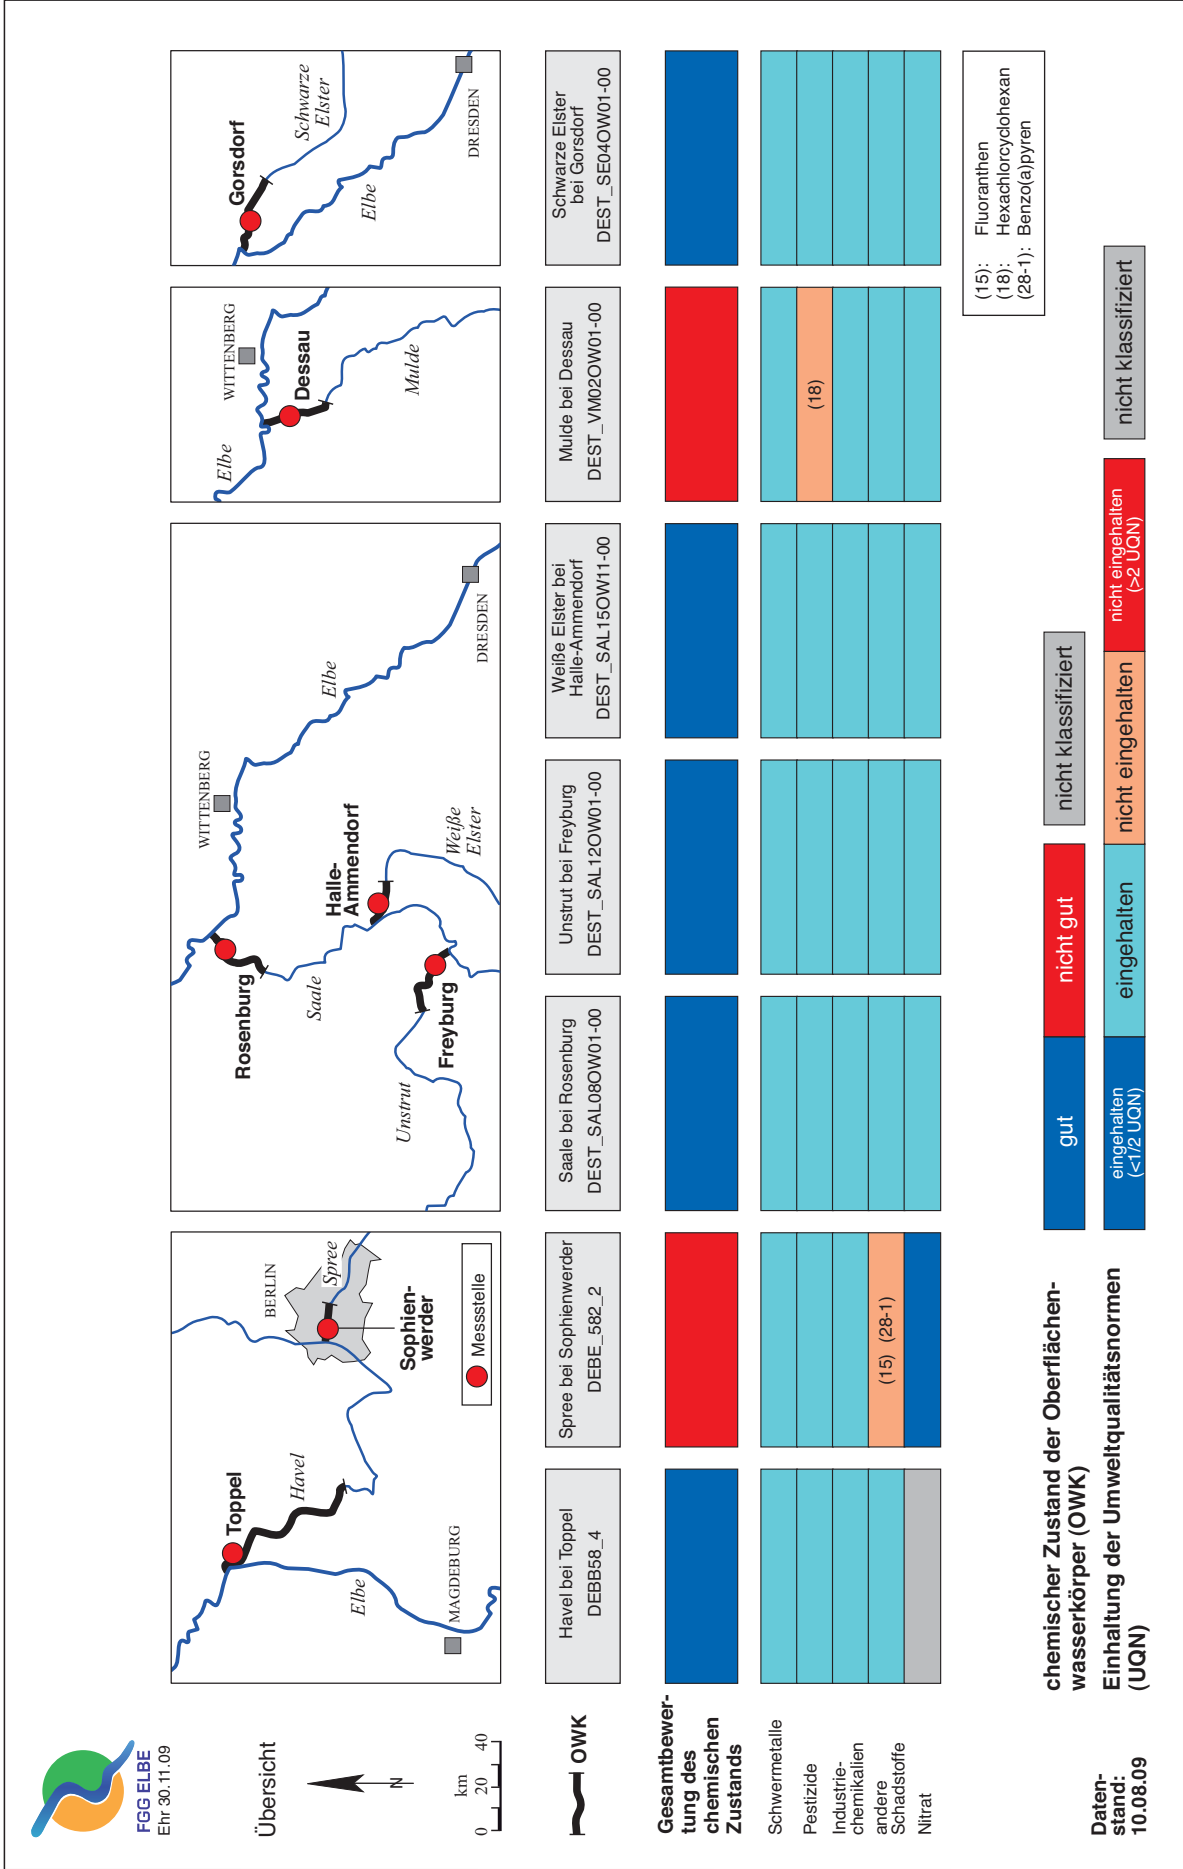 FGG ELBE
Ehr 30.11.09
Übersicht
N
km
0 20 40
Toppel
Havel
Elbe
MAGDEBURG
BERLIN
Spree
Sophien-
werder
Messstelle
Rosenburg
Saale
Unstrut
Freyburg
Halle-
Ammendorf
Weiße
Elster
WITTENBERG
Elbe
DRESDEN
Elbe
WITTENBERG
Dessau
Mulde
Gorsdorf
Schwarze
Elster
Elbe
DRESDEN
OWK
Havel bei Toppel
DEBB58_4
Spree bei Sophienwerder
DEBE_582_2
Saale bei Rosenburg
DEST_SAL08OW01-00
Unstrut bei Freyburg
DEST_SAL12OW01-00
Weiße Elster bei
Halle-Ammendorf
DEST_SAL15OW11-00
Mulde bei Dessau
DEST_VM02OW01-00
Schwarze Elster
bei Gorsdorf
DEST_SE04OW01-00
Gesamtbewer-
tung des
chemischen
Zustands
Schwermetalle
Pestizide
(18)
Industrie-
chemikalien
andere
Schadstoffe
(15) (28-1)
Nitrat
(15): Fluoranthen
(18): Hexachlorcyclohexan
(28-1): Benzo(a)pyren
Daten-
stand:
10.08.09
chemischer Zustand der Oberflächen-
wasserkörper (OWK)
gut
nicht gut
nicht klassifiziert
Einhaltung der Umweltqualitätsnormen
(UQN)
eingehalten
(<1/2 UQN)
eingehalten
nicht eingehalten
nicht eingehalten
(>2 UQN)
nicht klassifiziert